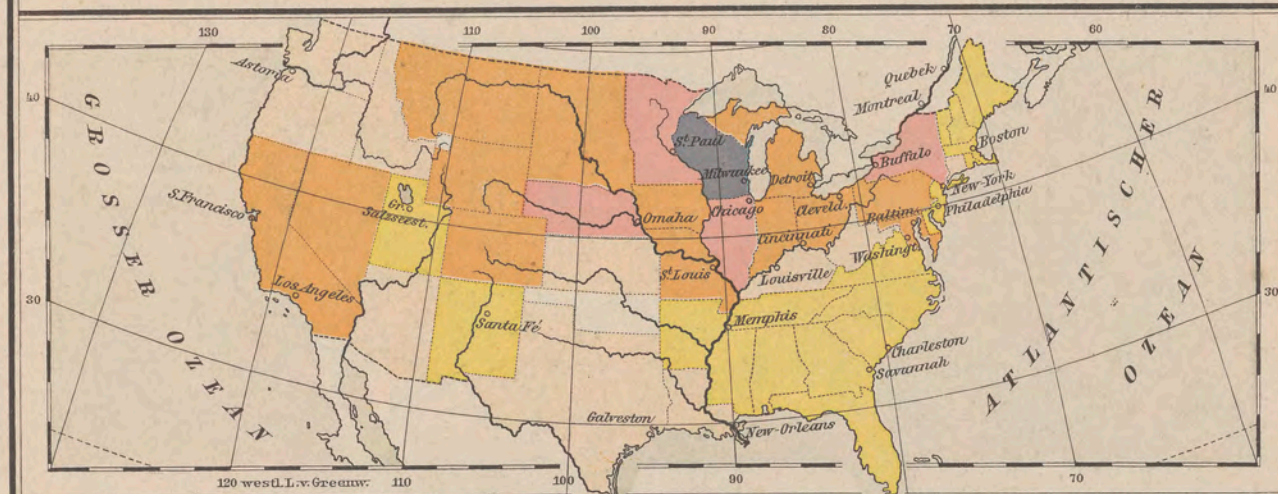 130
110
100
90
80
70
60
Astoria
Quebek
Montreal
40
40
GROSSER OZEAN
ATLANTISCHER OZEAN
St. Paul
Buffalo
Boston
Milwaukee
Detroit
New-York
S. Francisco
Gr.
Salzseest.
Omaha
Chicago
Cleveld.
Baltim.
Philadelphia
Cincinnati
Washingt.
Los Angeles
St. Louis
Louisville
30
30
Santa Fé
Memphis
Charleston
Savannah
Galveston
New-Orleans
120 westl. L. v. Greenw.
110
100
90
80
70